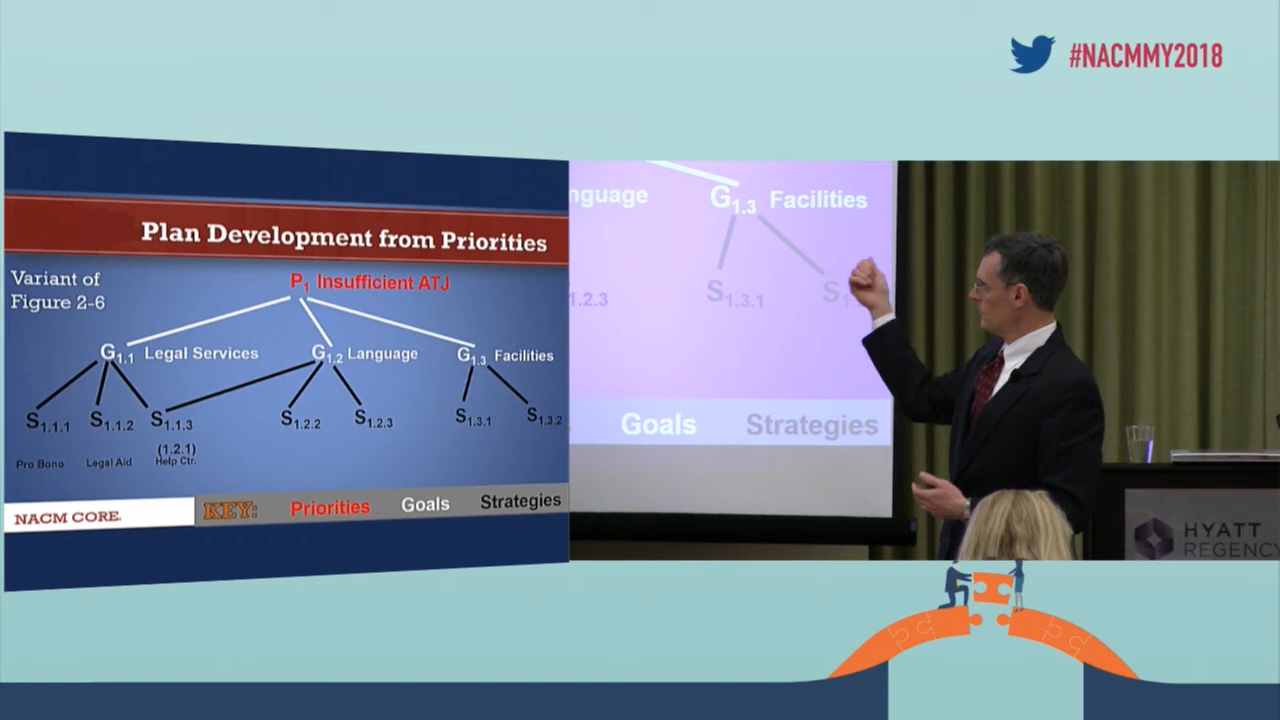 #NACMMY2018
Plan Development from Priorities
Variant of
Figure 2-6
P1 Insufficient ATJ
G1.1 Legal Services
G1.2 Language
G1.3 Facilities
S1.1.1
S1.1.2
S1.1.3
S1.2.2
S1.2.3
S1.3.1
S1.3.2
(1.2.1)
Pro Bono
Legal Aid
Help Ctr.
NACM CORE.
KEY:
Priorities
Goals
Strategies
nguage
G1.3 Facilities
1.2.3
S1.3.1
S1
Goals
Strategies
HYATT
REGENCY